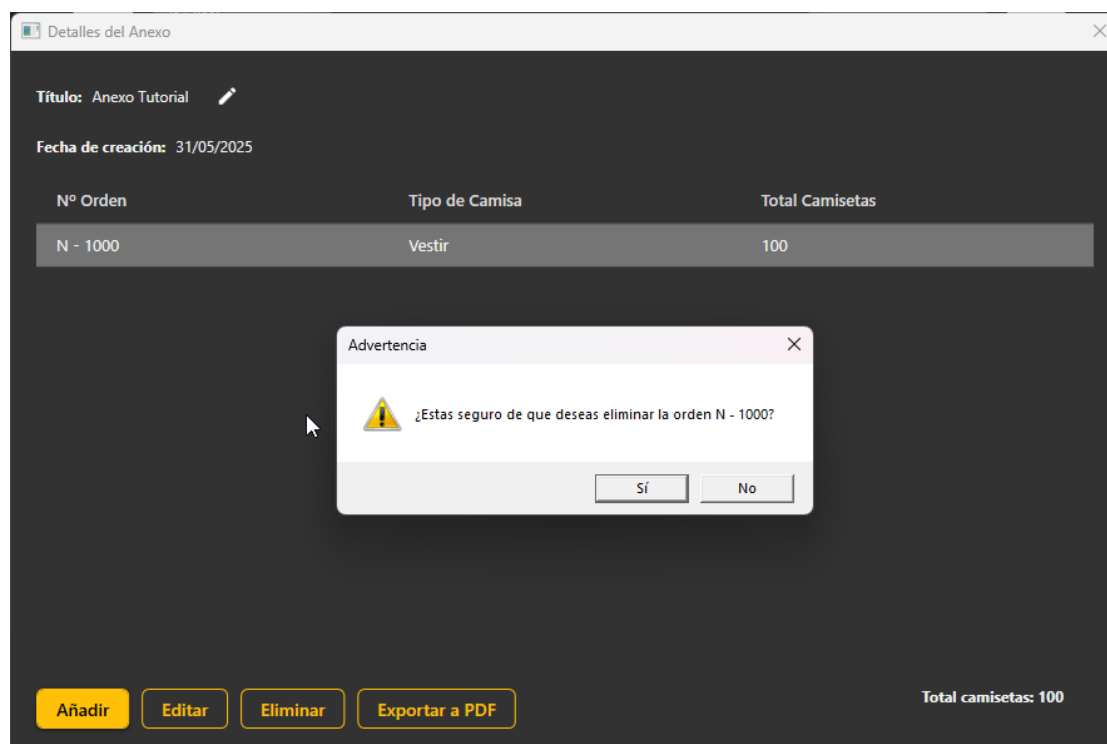 Detalles del Anexo
Título: Anexo Tutorial
Fecha de creación: 31/05/2025
Nº Orden Tipo de Camisa Total Camisetas
N - 1000 Vestir 100
Advertencia
¿Estas seguro de que deseas eliminar la orden N - 1000?
Sí No
Añadir Editar Eliminar Exportar a PDF Total camisetas: 100